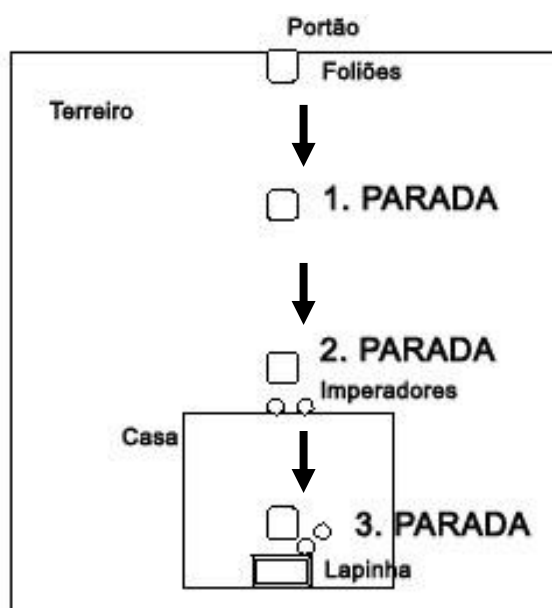 Portão
Foliões
Terreiro
1. PARADA
2. PARADA
Imperadores
Casa
3. PARADA
Lapinha